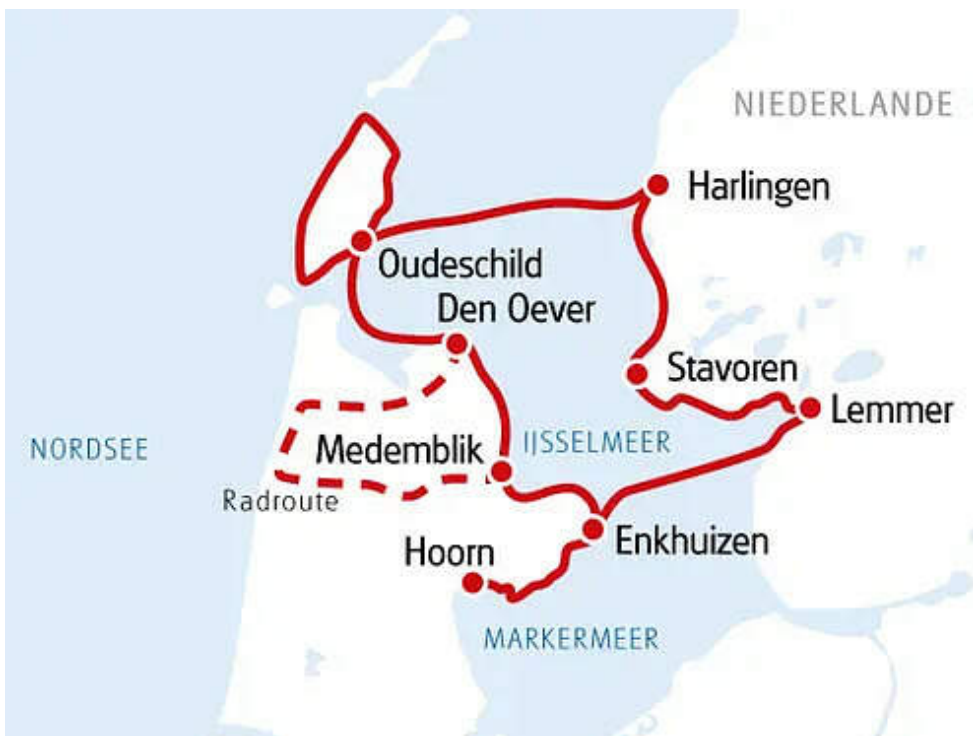 NIEDERLANDE
Harlingen
Oudeschild
Den Oever
Stavoren
Lemmer
NORDSEE
Medemblik
IJSSELMEER
Radroute
Hoorn
Enkhuizen
MARKERMEER